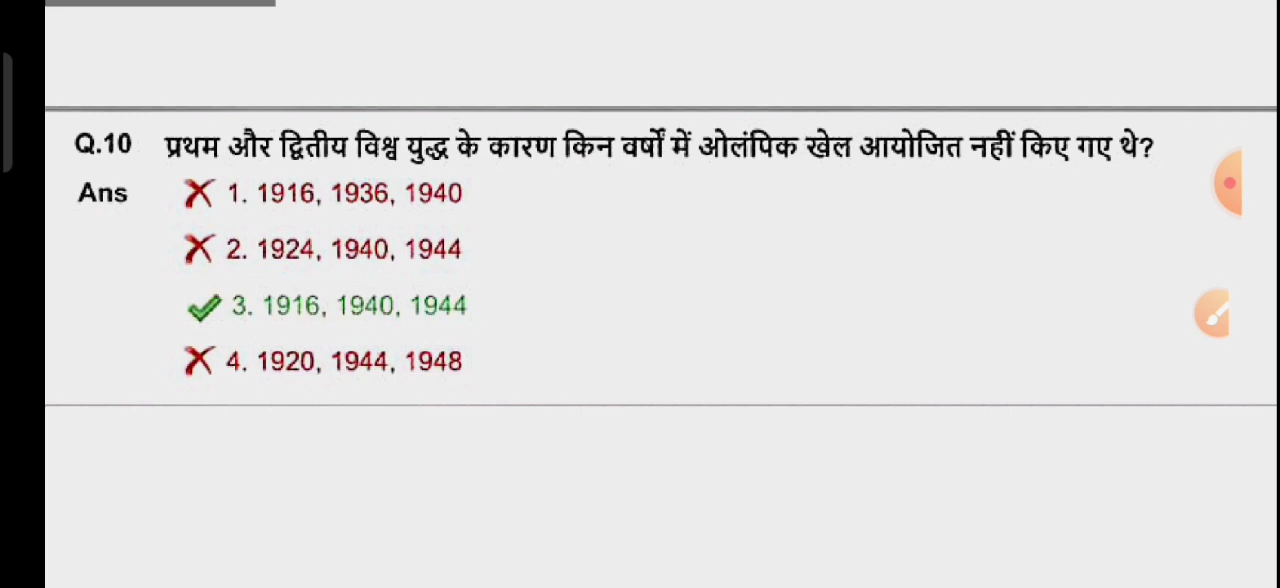 Q.10 प्रथम और द्वितीय विश्व युद्ध के कारण किन वर्षों में ओलंपिक खेल आयोजित नहीं किए गए थे?
Ans 1. 1916, 1936, 1940
2. 1924, 1940, 1944
3. 1916, 1940, 1944
4. 1920, 1944, 1948